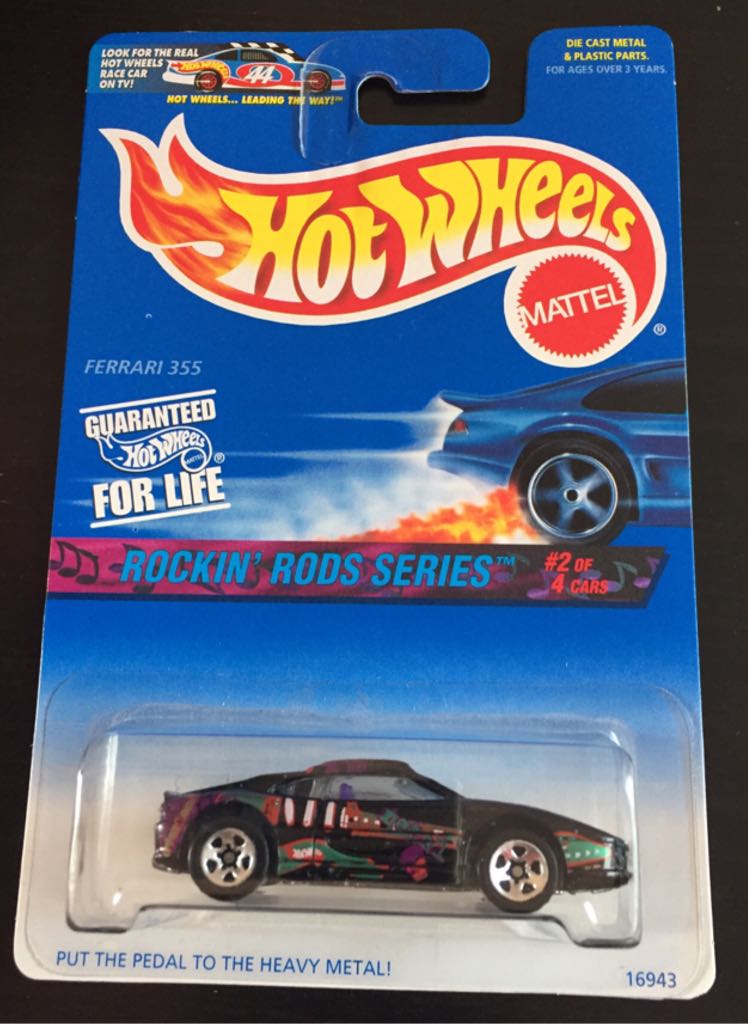 LOOK FOR THE REAL
HOT WHEELS
RACE CAR
ON TV!
44
HOT WHEELS... LEADING THE WAY!™
DIE CAST METAL
& PLASTIC PARTS.
FOR AGES OVER 3 YEARS.
HOT WHEELS
MATTEL
®
FERRARI 355
GUARANTEED
HOT WHEELS
MATTEL
®
FOR LIFE
ROCKIN' RODS SERIES™
#2 OF
4 CARS
PUT THE PEDAL TO THE HEAVY METAL!
16943